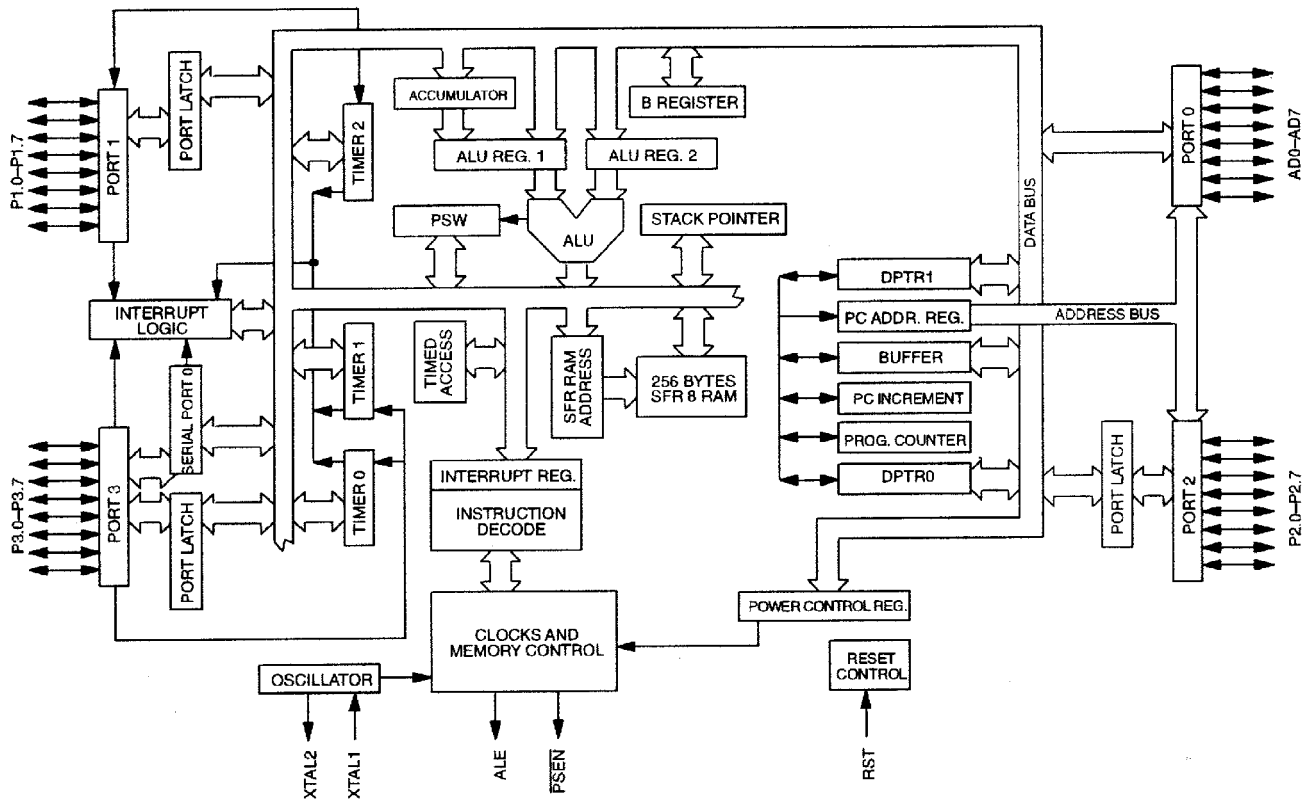 P1.0–P1.7
PORT 1
PORT LATCH
TIMER 2
ACCUMULATOR
B REGISTER
ALU REG. 1
ALU REG. 2
PORT 0
AD0–AD7
PSW
ALU
STACK POINTER
DATA BUS
DPTR1
PC ADDR. REG.
ADDRESS BUS
BUFFER
PC INCREMENT
PROG. COUNTER
DPTR0
INTERRUPT
LOGIC
TIMER 1
TIMED
ACCESS
SFR RAM
ADDRESS
256 BYTES
SFR 8 RAM
SERIAL PORT 0
P3.0–P3.7
PORT 3
PORT LATCH
TIMER 0
INTERRUPT REG.
INSTRUCTION
DECODE
PORT LATCH
PORT 2
P2.0–P2.7
POWER CONTROL REG.
CLOCKS AND
MEMORY CONTROL
RESET
CONTROL
OSCILLATOR
XTAL2
XTAL1
ALE
PSEN
RST